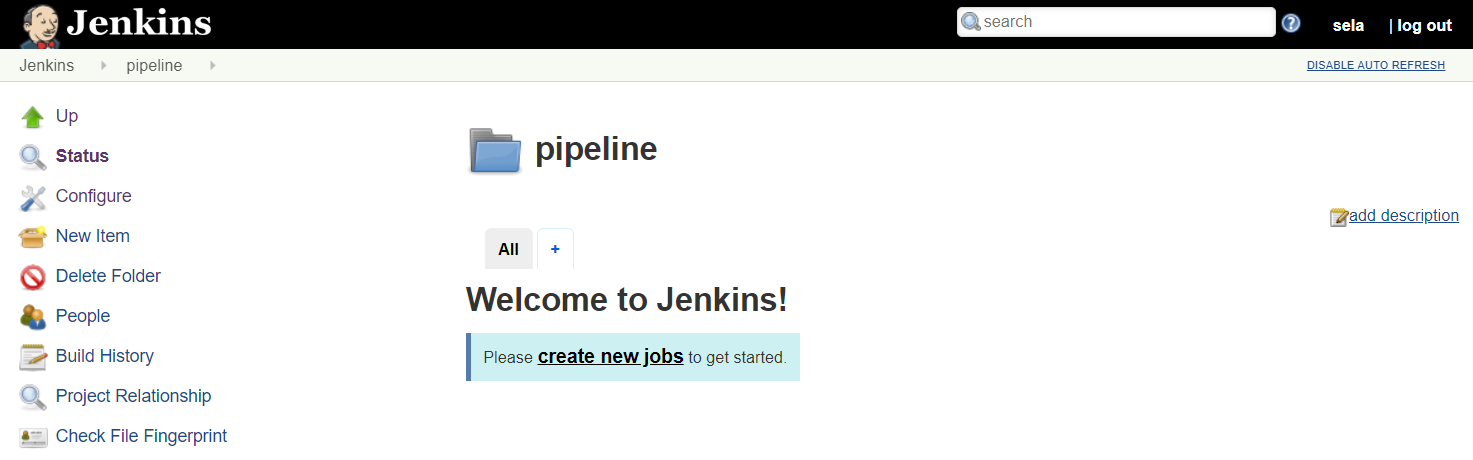 Jenkins
search
sela
| log out
Jenkins
pipeline
DISABLE AUTO REFRESH
Up
Status
Configure
New Item
Delete Folder
People
Build History
Project Relationship
Check File Fingerprint
pipeline
add description
All
+
Welcome to Jenkins!
Please create new jobs to get started.